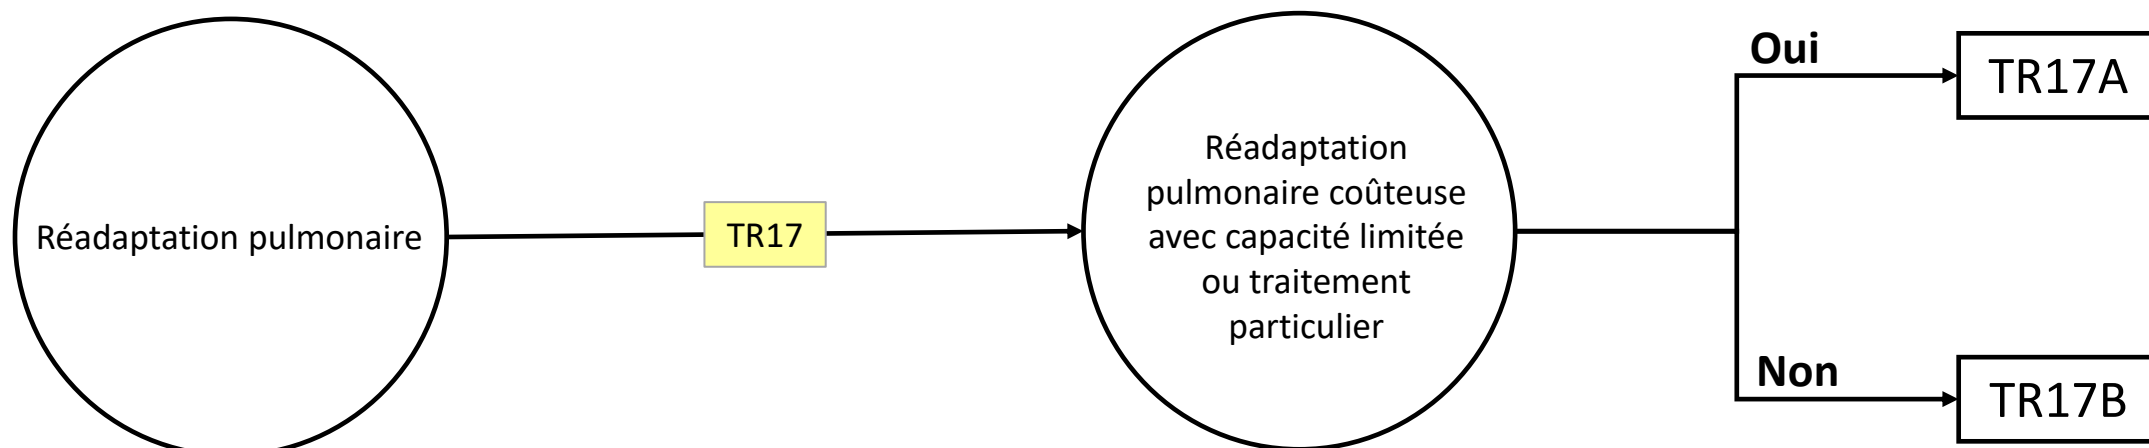 Réadaptation pulmonaire
TR17
Réadaptation
pulmonaire coûteuse
avec capacité limitée
ou traitement
particulier
Oui
TR17A
Non
TR17B